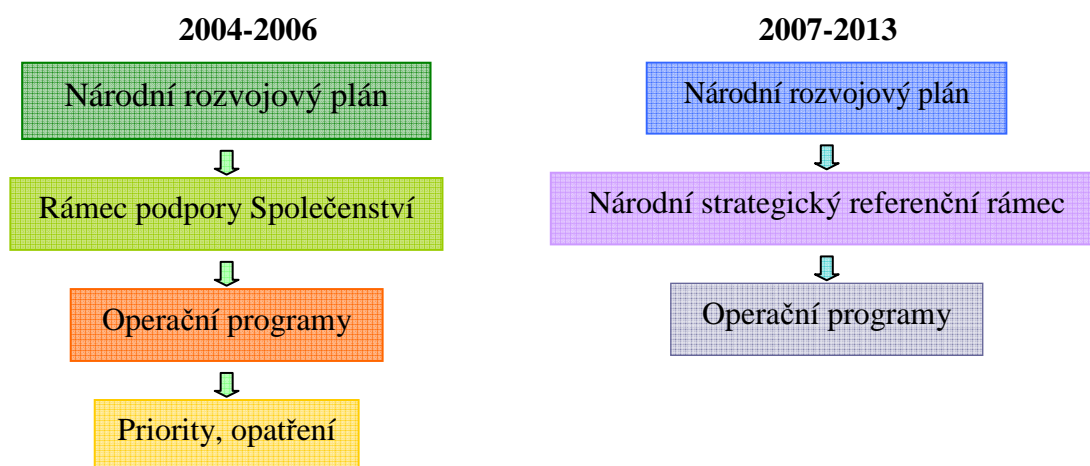 2004-2006
Národní rozvojový plán
Rámec podpory Společenství
Operační programy
Priority, opatření
2007-2013
Národní rozvojový plán
Národní strategický referenční rámec
Operační programy